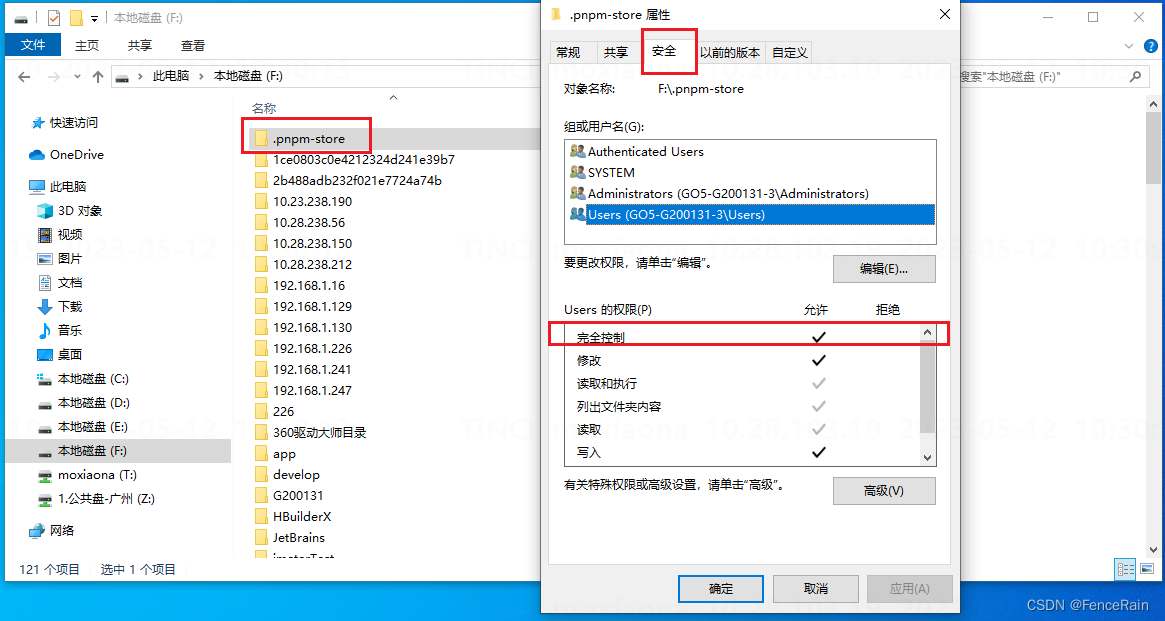 本地磁盘 (F:)
文件 主页 共享 查看
此电脑 本地磁盘 (F:)
搜索"本地磁盘 (F:)"
快速访问
OneDrive
此电脑
3D 对象
视频
图片
文档
下载
音乐
桌面
本地磁盘 (C:)
本地磁盘 (D:)
本地磁盘 (E:)
本地磁盘 (F:)
moxiaona (T:)
1.公共盘-广州 (Z:)
网络
名称
.pnpm-store
1ce0803c0e4212324d241e39b7
2b488adb232f021e7724a74b
10.23.238.190
10.28.238.56
10.28.238.150
10.28.238.212
192.168.1.16
192.168.1.129
192.168.1.130
192.168.1.226
192.168.1.241
192.168.1.247
226
360驱动大师目录
app
develop
G200131
HBuilderX
JetBrains
121 个项目 选中 1 个项目
.pnpm-store 属性
常规 共享 安全 以前的版本 自定义
对象名称: F:\.pnpm-store
组或用户名(G):
Authenticated Users
SYSTEM
Administrators (GO5-G200131-3\Administrators)
Users (GO5-G200131-3\Users)
要更改权限，请单击"编辑"。
编辑(E)...
Users 的权限(P) 允许 拒绝
完全控制
修改
读取和执行
列出文件夹内容
读取
写入
有关特殊权限或高级设置，请单击"高级"。
高级(V)
确定 取消 应用(A)
CSDN @FenceRain